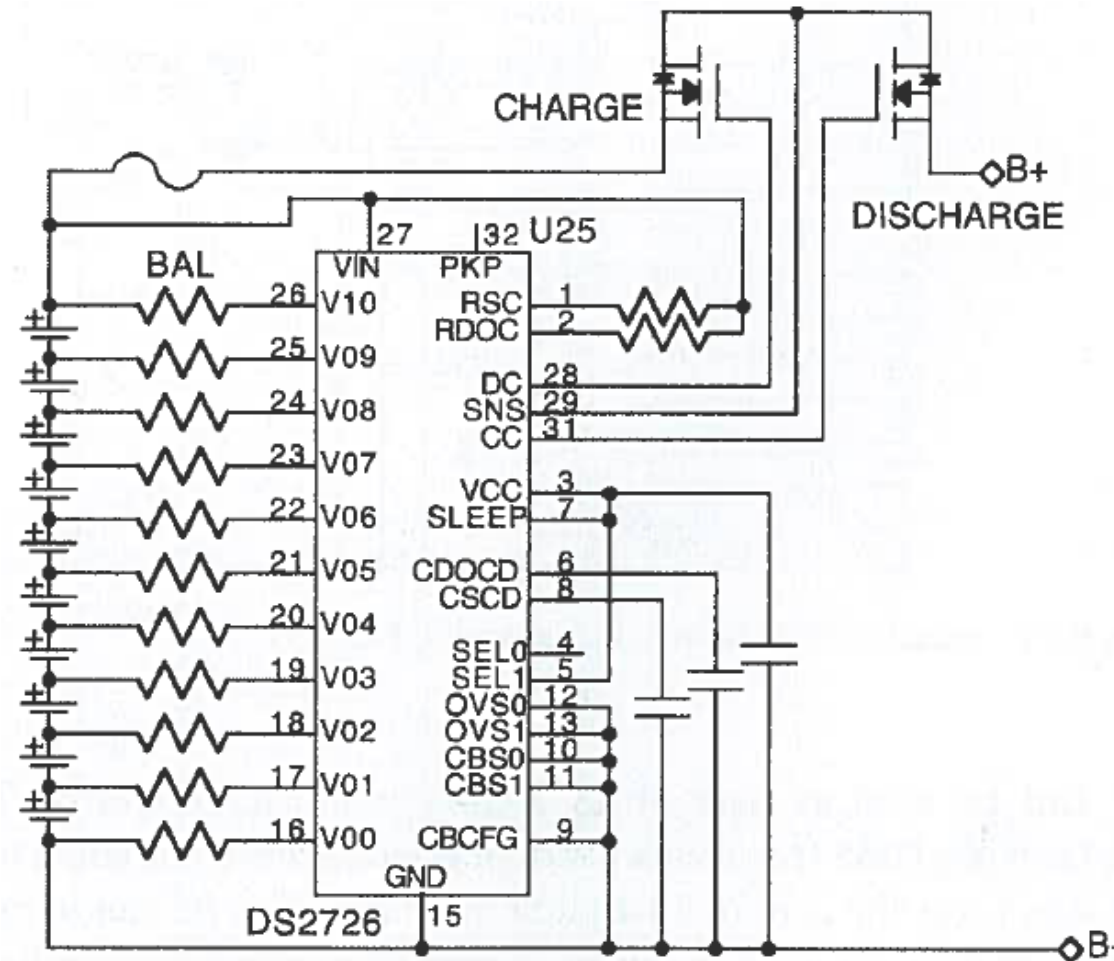 CHARGE
B+
DISCHARGE
27
32
U25
BAL
VIN
PKP
26
V10
RSC
1
RDOC
2
25
V09
24
V08
DC
28
SNS
29
CC
31
23
V07
VCC
3
22
V06
SLEEP
7
21
V05
CDOCD
6
CSCD
8
20
V04
SEL0
4
19
V03
SEL1
5
OVS0
12
18
V02
OVS1
13
CBS0
10
17
V01
CBS1
11
16
V00
CBCFG
9
GND
DS2726
15
B-
+
+
+
+
+
+
+
+
+
+